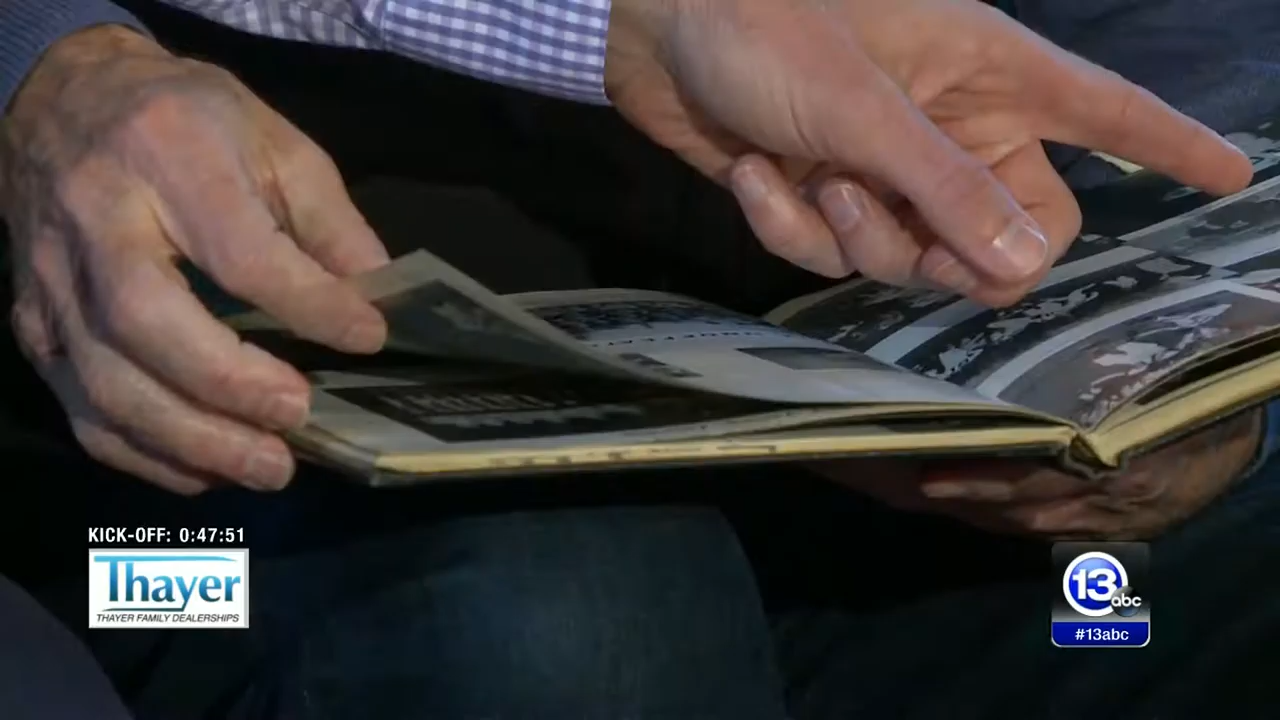 KICK-OFF: 0:47:51
Thayer
THAYER FAMILY DEALERSHIPS
13
abc
#13abc